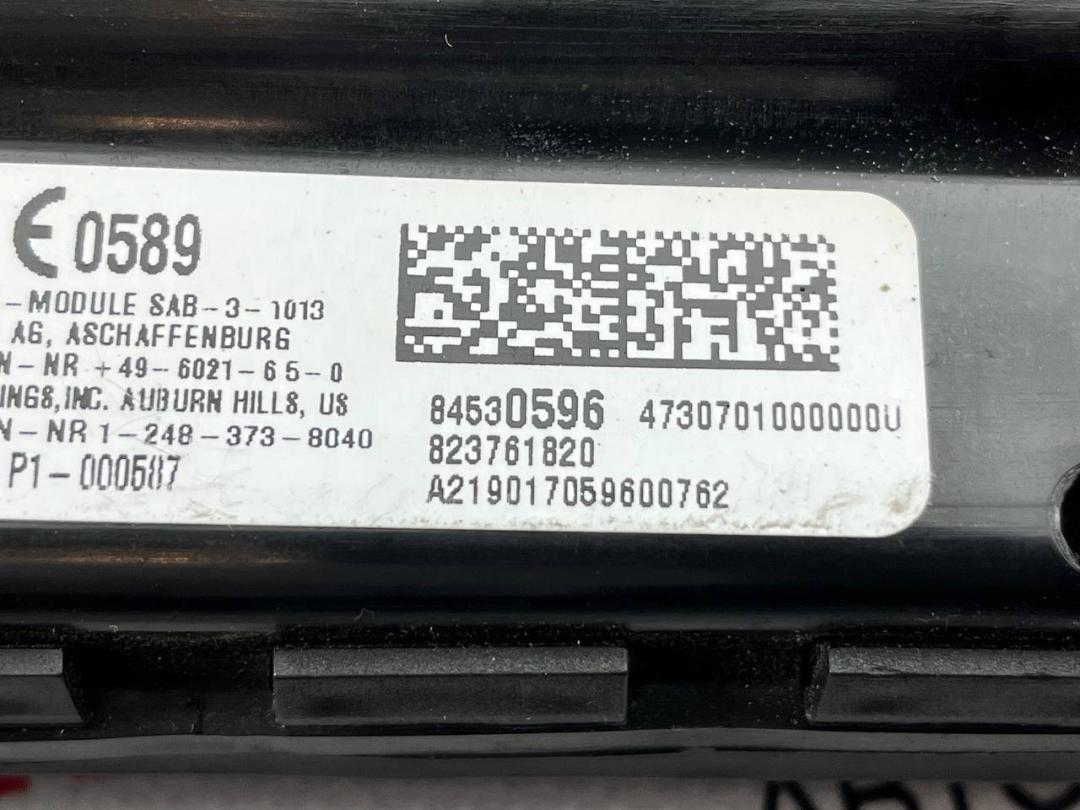 CE 0589
-MODULE SAB-3-1013
AG, ASCHAFFENBURG
N-NR +49-6021-65-0
INGS, INC. AUBURN HILLS, US
N-NR 1-248-373-8040
P1-000587
84530596 4730701000000U
823761820
A219017059600762